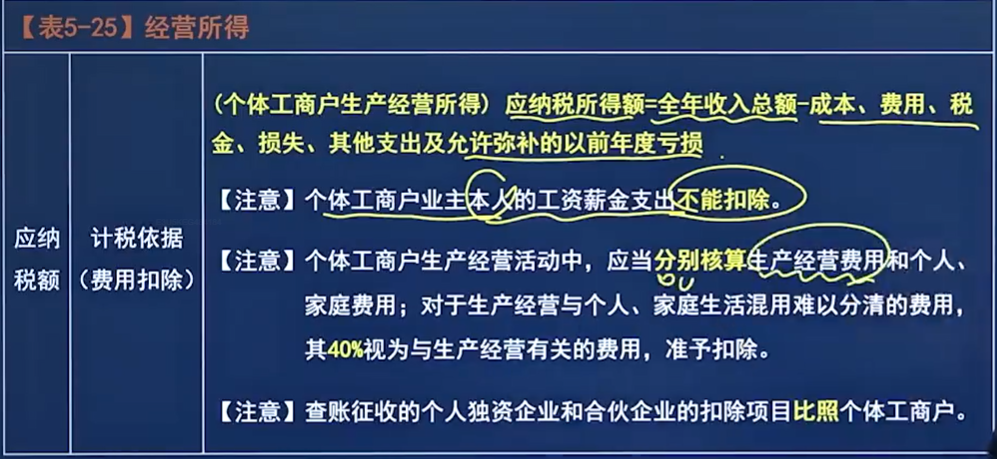 【表5-25】经营所得
应纳
税额
计税依据
（费用扣除）
(个体工商户生产经营所得) 应纳税所得额=全年收入总额-成本、费用、税
金、损失、其他支出及允许弥补的以前年度亏损
【注意】个体工商户业主本人的工资薪金支出不能扣除。
【注意】个体工商户生产经营活动中，应当分别核算生产经营费用和个人、
家庭费用；对于生产经营与个人、家庭生活混用难以分清的费用，
其40%视为与生产经营有关的费用，准予扣除。
【注意】查账征收的个人独资企业和合伙企业的扣除项目比照个体工商户。